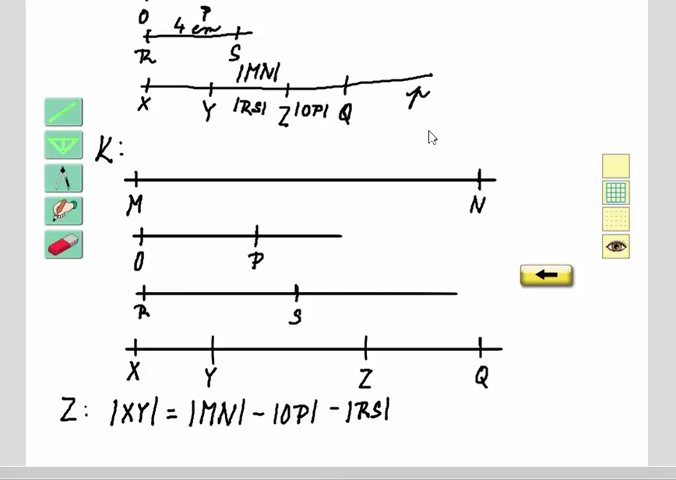 O P
4 cm
R S
|MN|
X Y |RS| Z |OP| Q p
K:
M N
O P
R S
X Y Z Q
Z: |XY| = |MN| - |OP| - |RS|